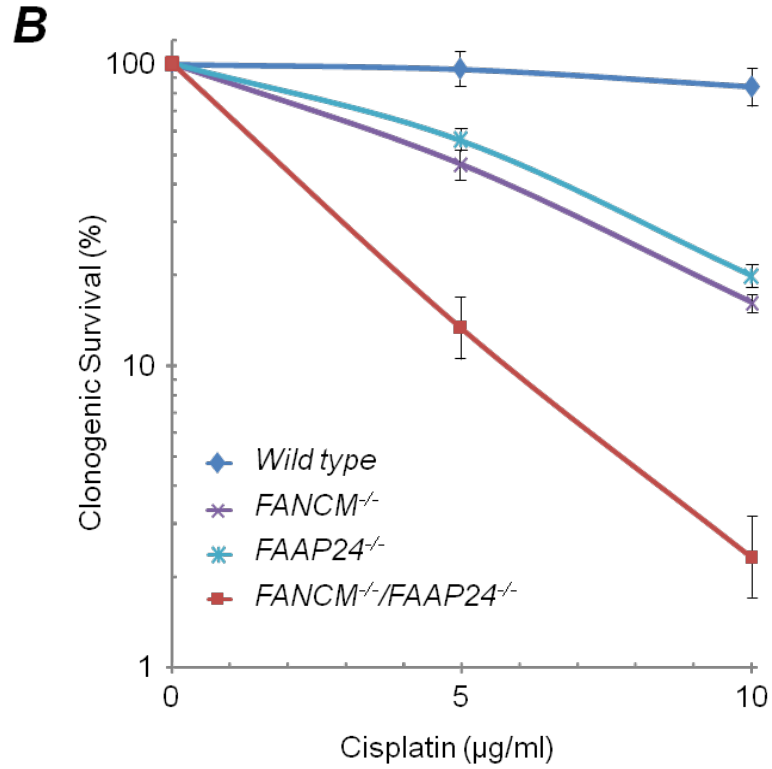 B
100
10
1
Clonogenic Survival (%)
Wild type
FANCM-/-
FAAP24-/-
FANCM-/-/FAAP24-/-
0 5 10
Cisplatin (µg/ml)